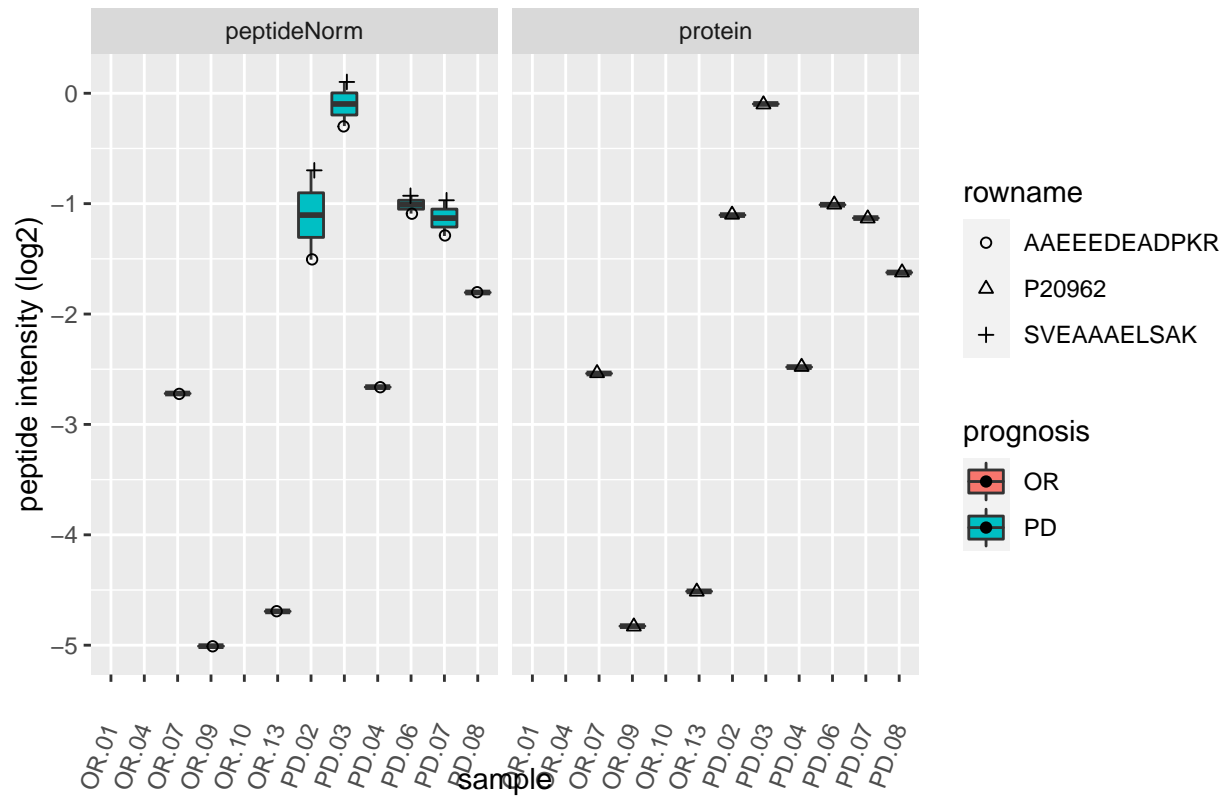 peptideNorm protein
peptide intensity (log2)
0
−1
−2
−3
−4
−5
OR.01 OR.04 OR.07 OR.09 OR.10 OR.13 PD.02 PD.03 PD.04 PD.06 PD.07 PD.08 OR.01 OR.04 OR.07 OR.09 OR.10 OR.13 PD.02 PD.03 PD.04 PD.06 PD.07 PD.08
sample
rowname
AAEEEDEADPKR
P20962
SVEAAAELSAK
prognosis
OR
PD